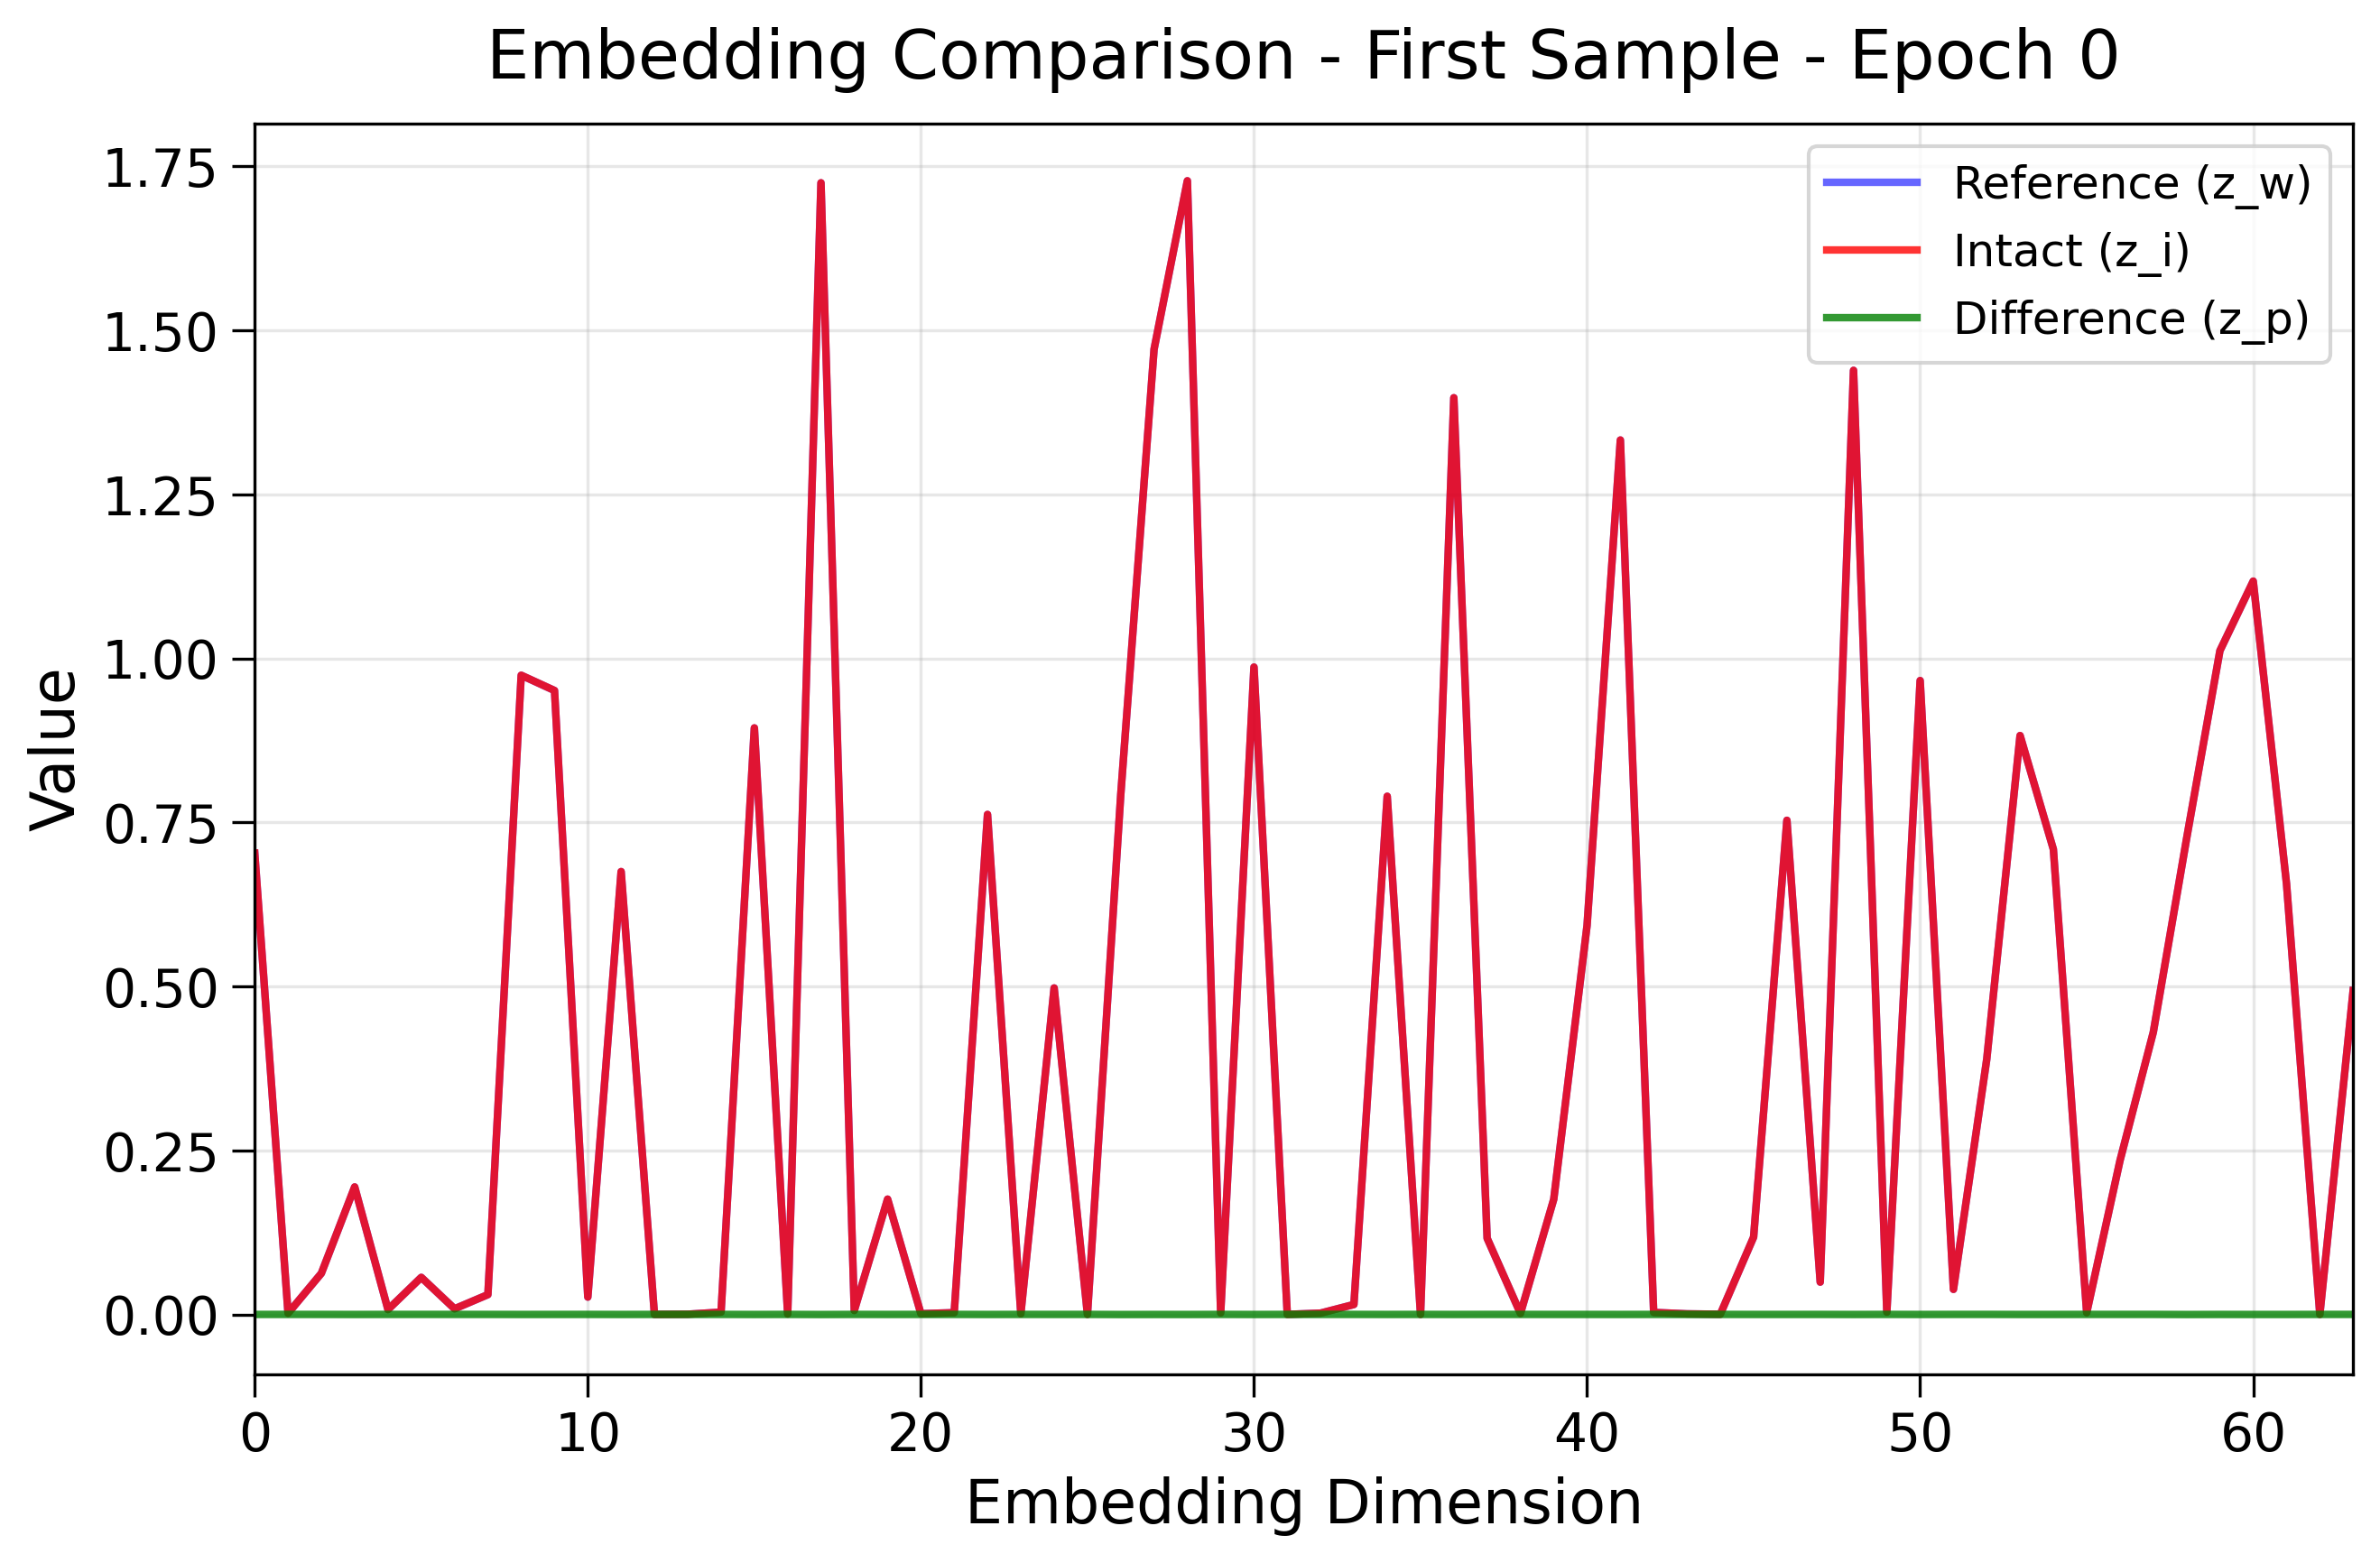 Embedding Comparison - First Sample - Epoch 0
Reference (z_w)
Intact (z_i)
Difference (z_p)
Value
1.75
1.50
1.25
1.00
0.75
0.50
0.25
0.00
0 10 20 30 40 50 60
Embedding Dimension